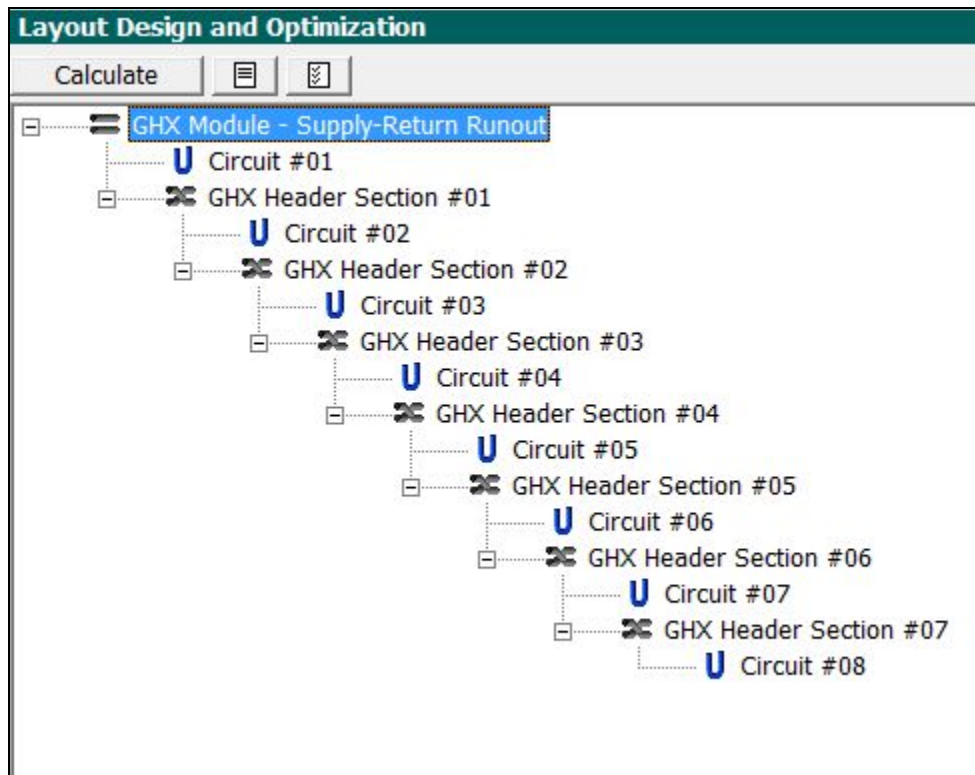 Layout Design and Optimization
Calculate
GHX Module - Supply-Return Runout
Circuit #01
GHX Header Section #01
Circuit #02
GHX Header Section #02
Circuit #03
GHX Header Section #03
Circuit #04
GHX Header Section #04
Circuit #05
GHX Header Section #05
Circuit #06
GHX Header Section #06
Circuit #07
GHX Header Section #07
Circuit #08